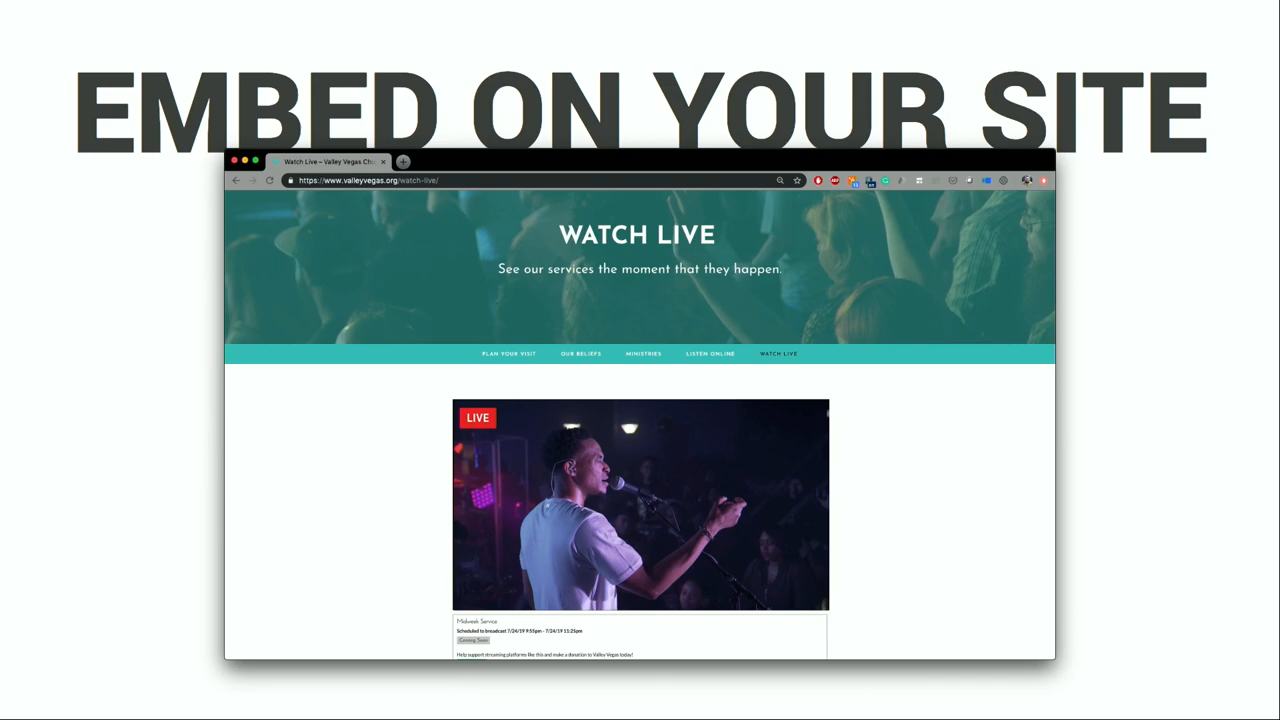 EMBED ON YOUR SITE
Watch Live – Valley Vegas Chu
https://www.valleyvegas.org/watch-live/
WATCH LIVE
See our services the moment that they happen.
PLAN YOUR VISIT OUR BELIEFS MINISTRIES LISTEN ONLINE WATCH LIVE
LIVE
Midweek Service
Scheduled to broadcast 7/24/19 9:55pm - 7/24/19 11:25pm
Coming Soon
Help support streaming platforms like this and make a donation to Valley Vegas today!